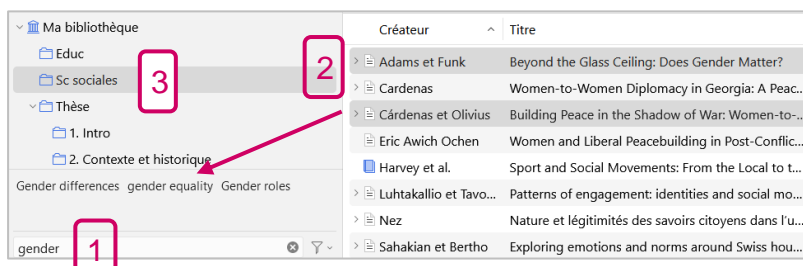 Ma bibliothèque
Educ
Sc sociales
Thèse
1. Intro
2. Contexte et historique
Gender differences gender equality Gender roles
gender
1
2
3
Créateur Titre
Adams et Funk Beyond the Glass Ceiling: Does Gender Matter?
Cardenas Women-to-Women Diplomacy in Georgia: A Peac...
Cárdenas et Olivius Building Peace in the Shadow of War: Women-to-...
Eric Awich Ochen Women and Liberal Peacebuilding in Post-Conflic...
Harvey et al. Sport and Social Movements: From the Local to t...
Luhtakallio et Tavo... Patterns of engagement: identities and social mo...
Nez Nature et légitimités des savoirs citoyens dans l'u...
Sahakian et Bertho Exploring emotions and norms around Swiss hou...